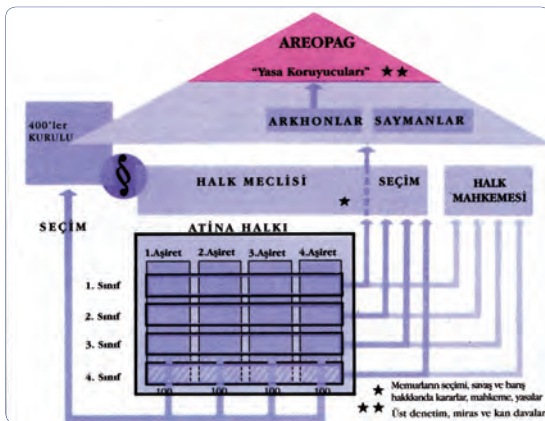 AREOPAG
“Yasa Koruyucuları” ★ ★
400'ler
KURULU
ARKHONLAR SAYMANLAR
§
HALK MECLİSİ
SEÇİM
★
HALK
MAHKEMESİ
SEÇİM
ATİNA HALKI
1.Aşiret 2.Aşiret 3.Aşiret 4.Aşiret
1. Sınıf
2. Sınıf
3. Sınıf
4. Sınıf
100 100 100 100
★ Memurların seçimi, savaş ve barış
hakkkında kararlar, mahkeme, yasalar
★ ★ Üst denetim, miras ve kan davaları